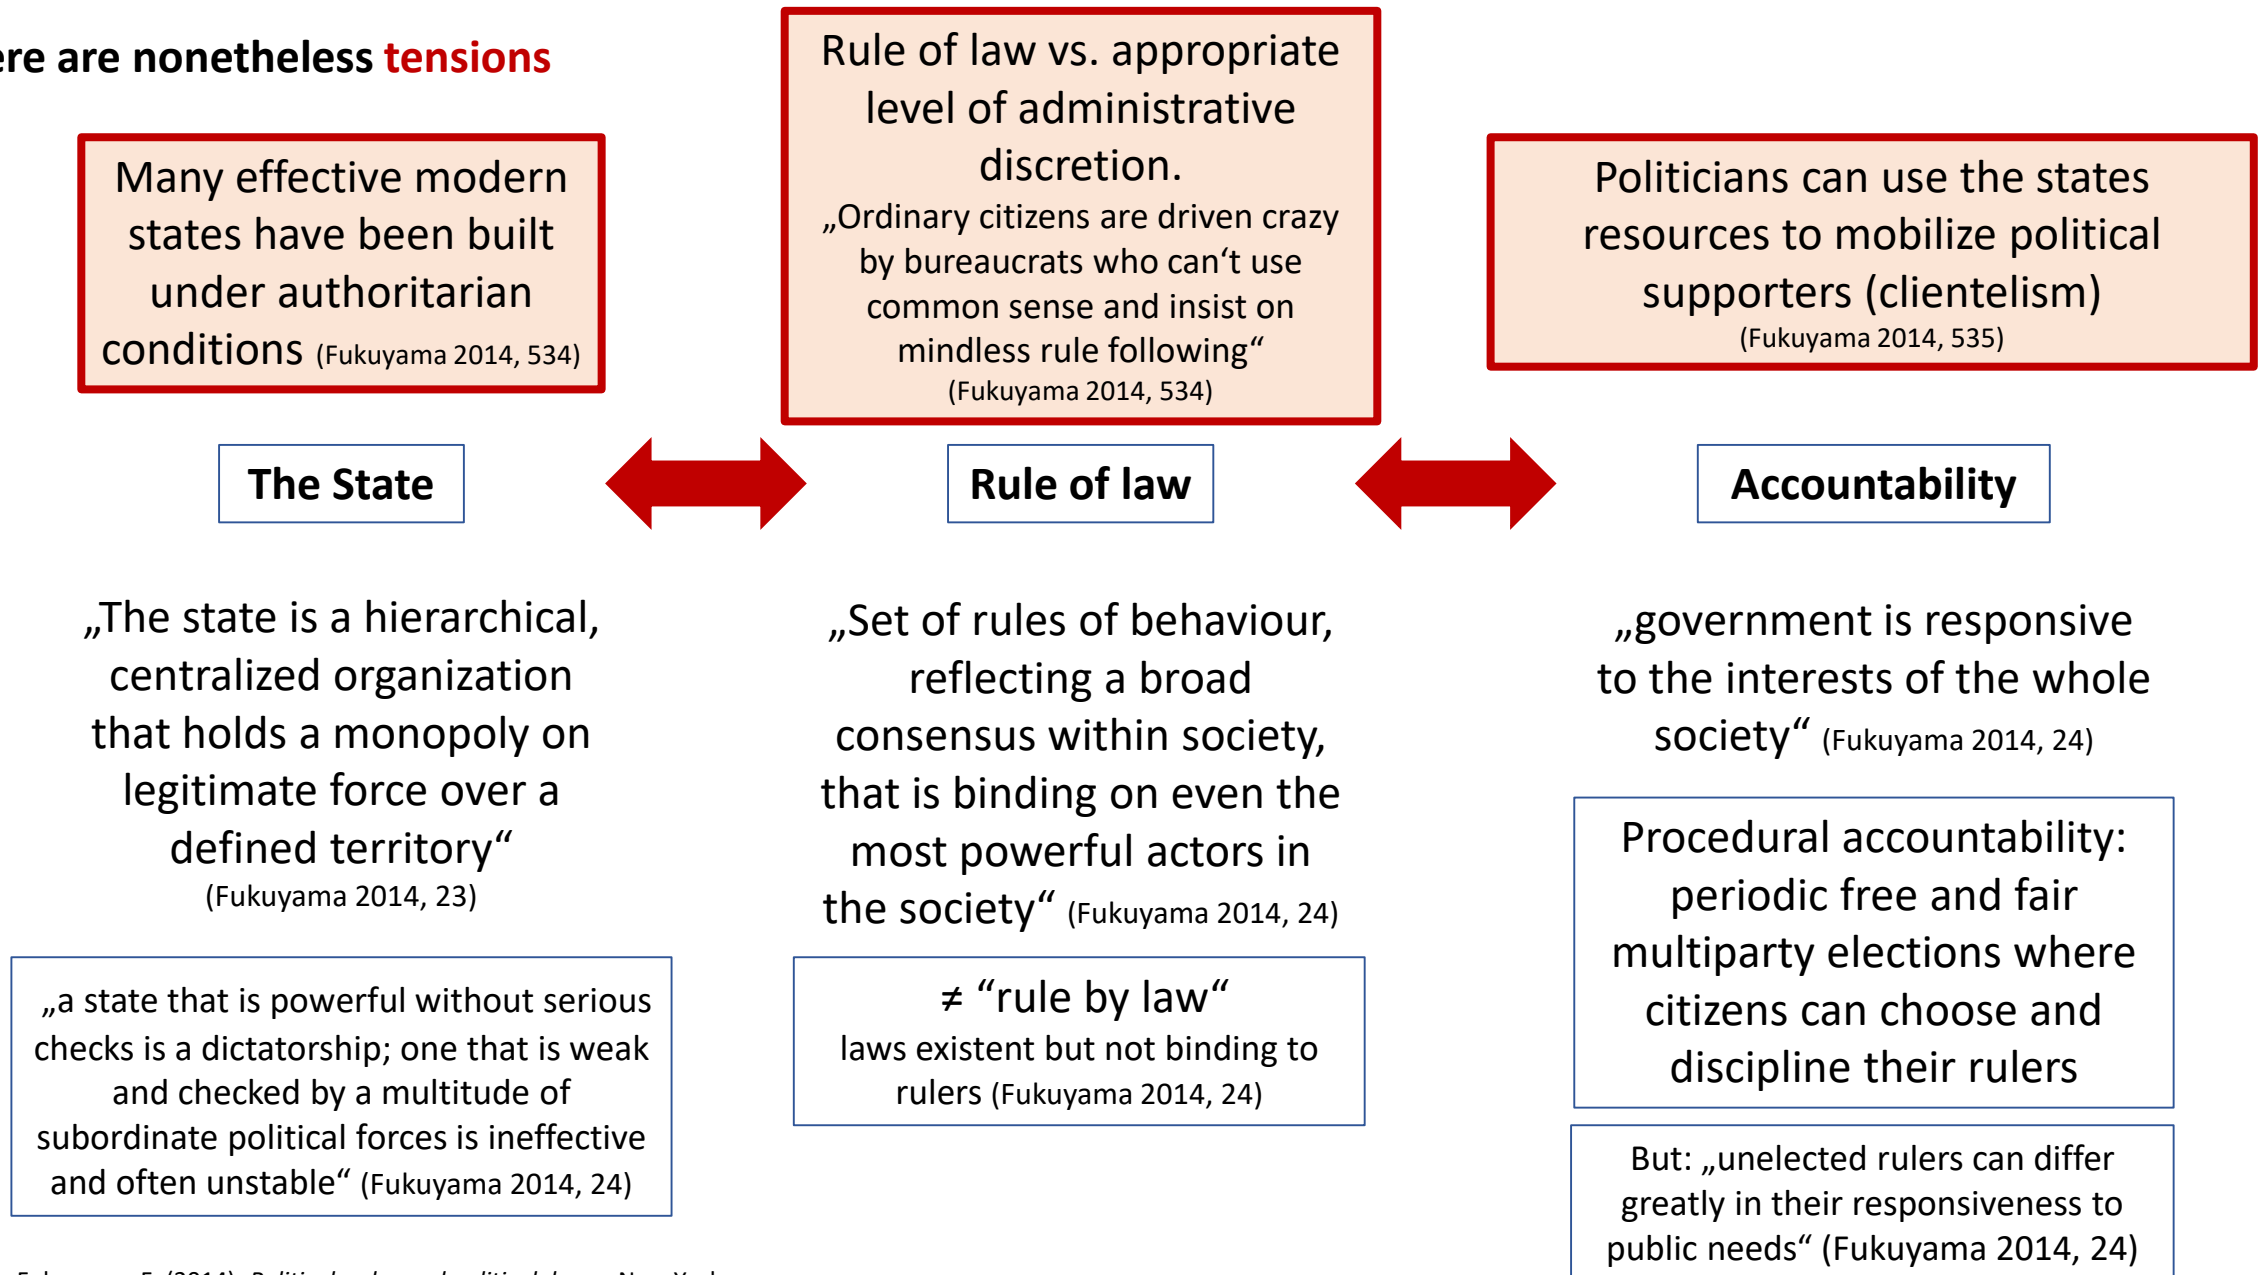 ere are nonetheless tensions
Many effective modern
states have been built
under authoritarian
conditions (Fukuyama 2014, 534)
Rule of law vs. appropriate
level of administrative
discretion.
„Ordinary citizens are driven crazy
by bureaucrats who can‘t use
common sense and insist on
mindless rule following“
(Fukuyama 2014, 534)
Politicians can use the states
resources to mobilize political
supporters (clientelism)
(Fukuyama 2014, 535)
The State
Rule of law
Accountability
„The state is a hierarchical,
centralized organization
that holds a monopoly on
legitimate force over a
defined territory“
(Fukuyama 2014, 23)
„a state that is powerful without serious
checks is a dictatorship; one that is weak
and checked by a multitude of
subordinate political forces is ineffective
and often unstable“ (Fukuyama 2014, 24)
„Set of rules of behaviour,
reflecting a broad
consensus within society,
that is binding on even the
most powerful actors in
the society“ (Fukuyama 2014, 24)
≠ “rule by law“
laws existent but not binding to
rulers (Fukuyama 2014, 24)
„government is responsive
to the interests of the whole
society“ (Fukuyama 2014, 24)
Procedural accountability:
periodic free and fair
multiparty elections where
citizens can choose and
discipline their rulers
But: „unelected rulers can differ
greatly in their responsiveness to
public needs“ (Fukuyama 2014, 24)